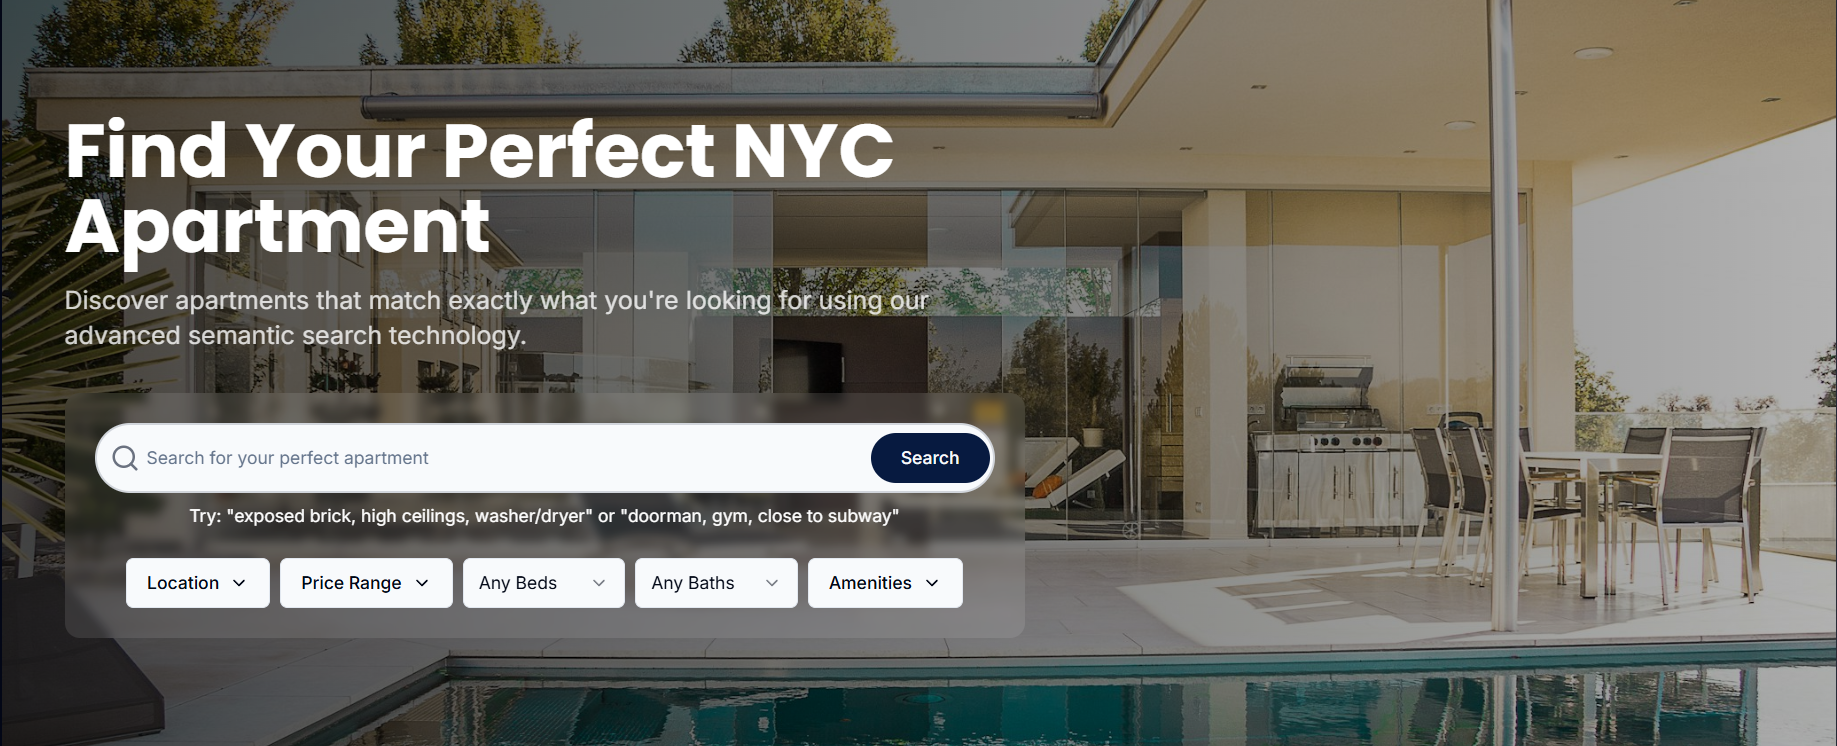 Find Your Perfect NYC
Apartment
Discover apartments that match exactly what you're looking for using our
advanced semantic search technology.
Search for your perfect apartment
Search
Try: "exposed brick, high ceilings, washer/dryer" or "doorman, gym, close to subway"
Location
Price Range
Any Beds
Any Baths
Amenities